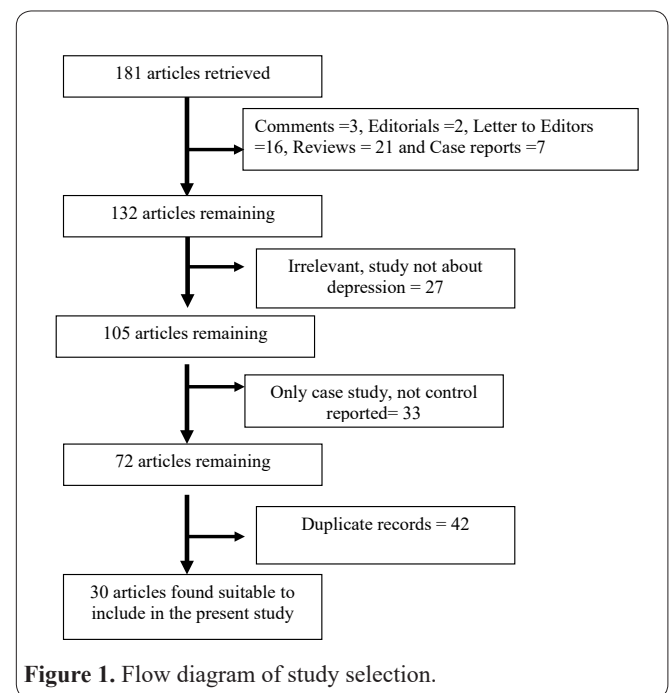 181 articles retrieved
Comments =3, Editorials =2, Letter to Editors
=16, Reviews = 21 and Case reports =7
132 articles remaining
Irrelevant, study not about
depression = 27
105 articles remaining
Only case study, not control
reported= 33
72 articles remaining
Duplicate records = 42
30 articles found suitable to
include in the present study
Figure 1. Flow diagram of study selection.